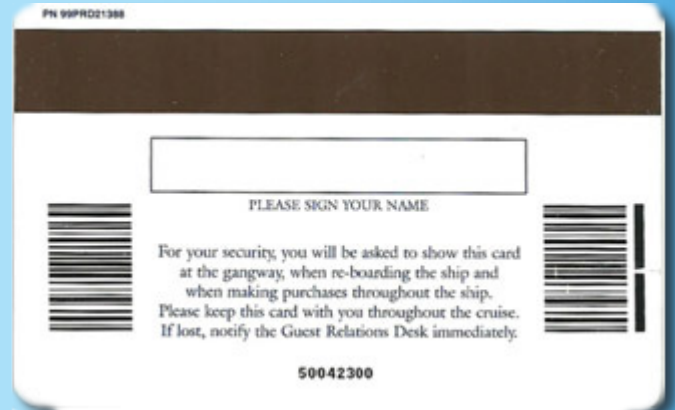 PN 99PRD21388
PLEASE SIGN YOUR NAME
For your security, you will be asked to show this card
at the gangway, when re-boarding the ship and
when making purchases throughout the ship.
Please keep this card with you throughout the cruise.
If lost, notify the Guest Relations Desk immediately.
50042300